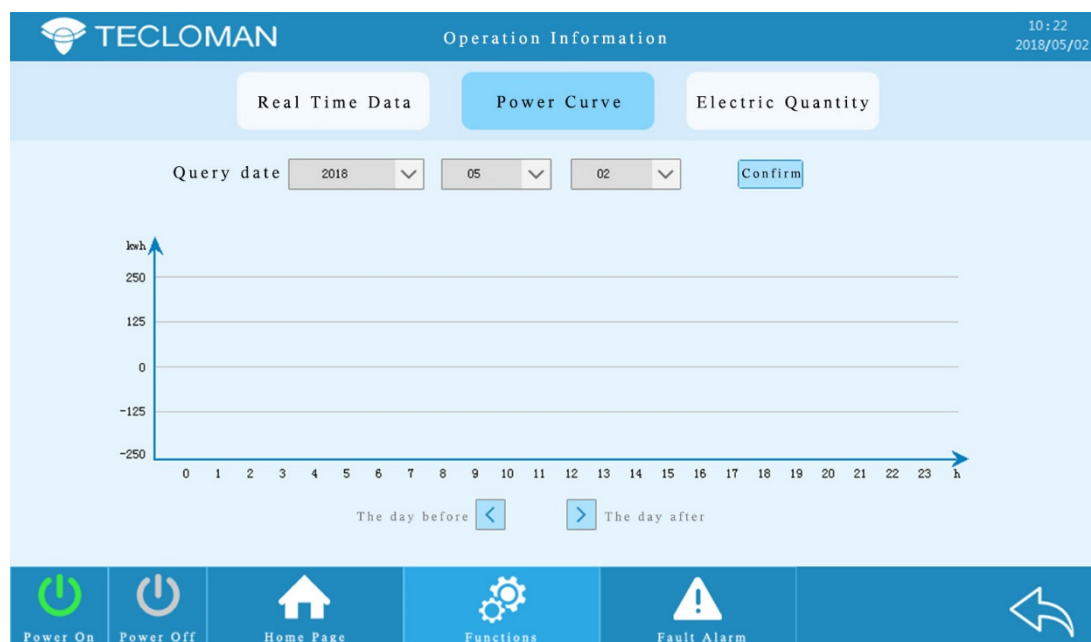 TECLOMAN
Operation Information
10:22
2018/05/02
Real Time Data
Power Curve
Electric Quantity
Query date
2018
05
02
Confirm
kwh
250
125
0
-125
-250
0 1 2 3 4 5 6 7 8 9 10 11 12 13 14 15 16 17 18 19 20 21 22 23 h
The day before
The day after
Power On
Power Off
Home Page
Functions
Fault Alarm